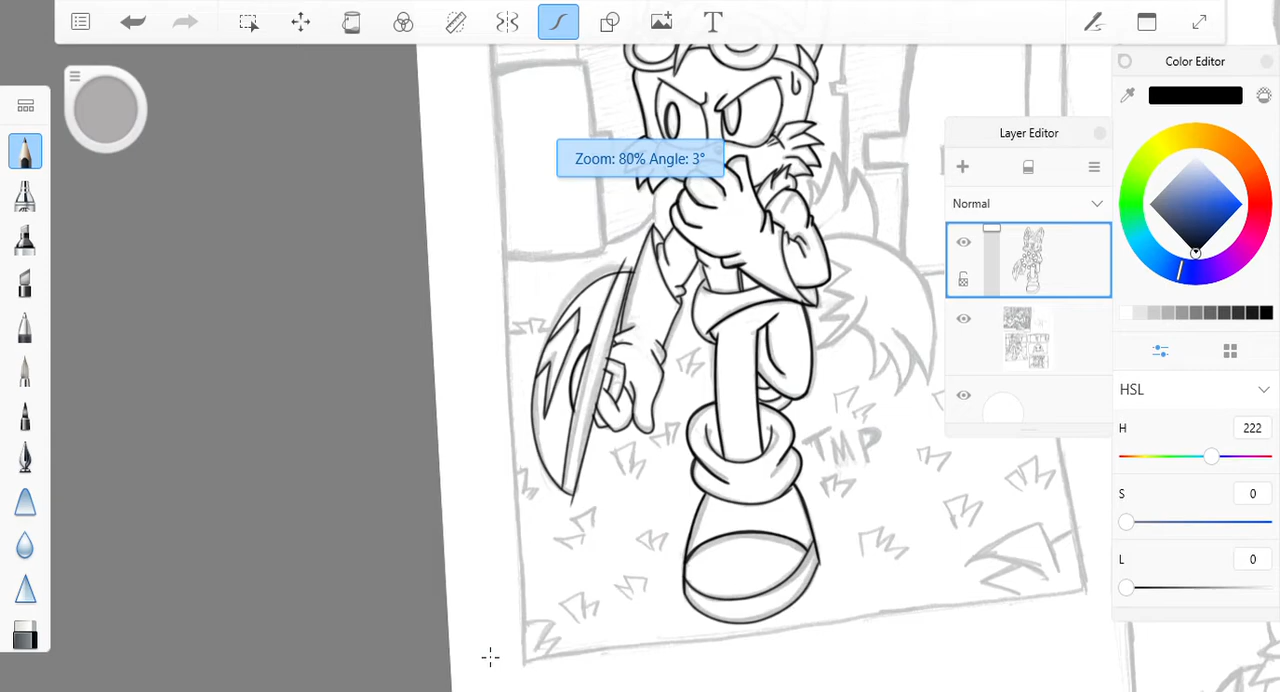 T
Color Editor
Layer Editor
Zoom: 80% Angle: 3°
Normal
TMP
HSL
H
222
S
0
L
0